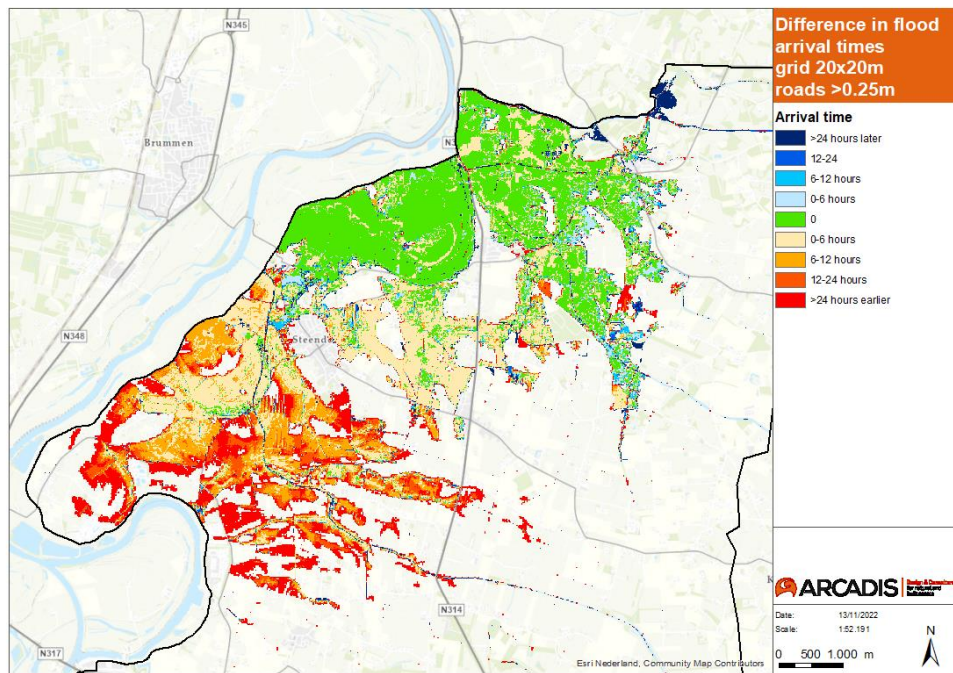 Difference in flood
arrival times
grid 20x20m
roads >0.25m
Arrival time
>24 hours later
12-24
6-12 hours
0-6 hours
0
0-6 hours
6-12 hours
12-24 hours
>24 hours earlier
N345
Brummen
N348
Steend
N314
N317
Esri Nederland, Community Map Contributors
ARCADIS
Date: 13/11/2022
Scale: 1:52.191
N
0 500 1.000 m